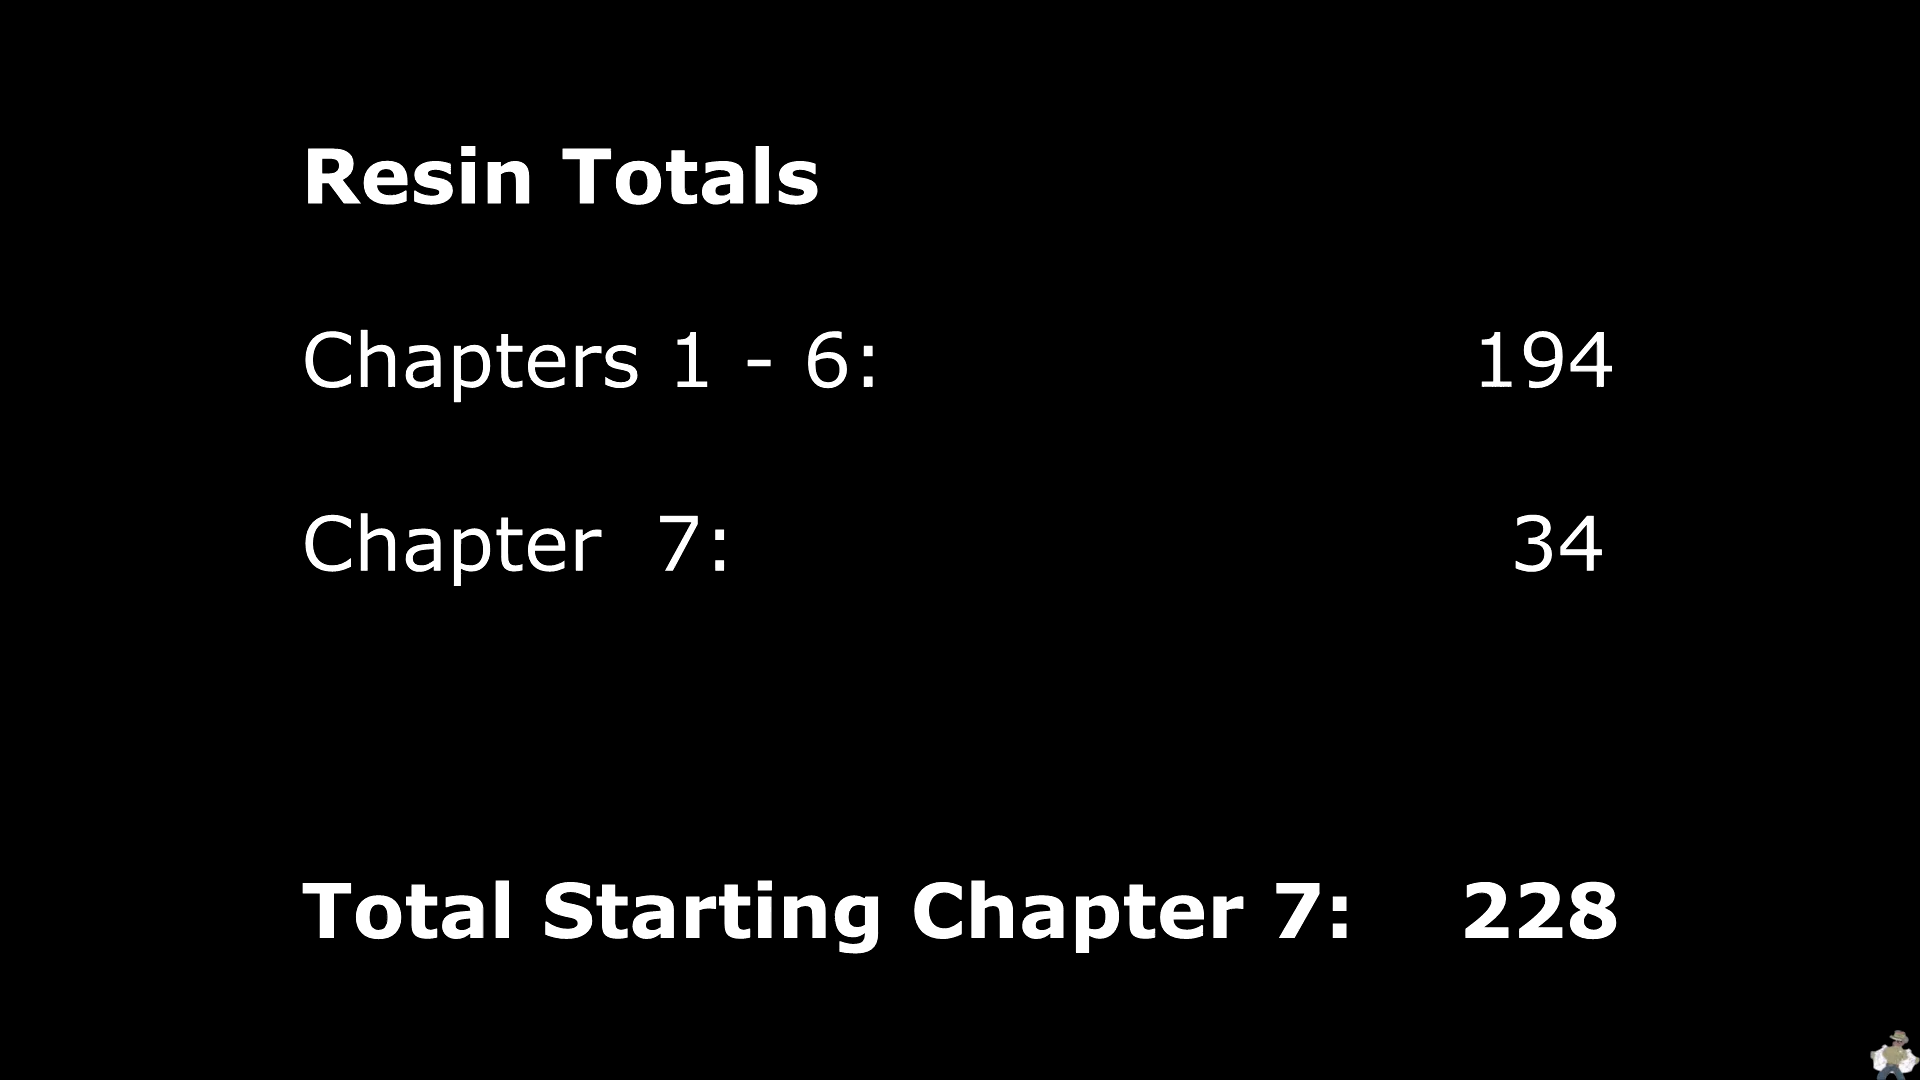 Resin Totals
Chapters 1 - 6: 194
Chapter 7: 34
Total Starting Chapter 7: 228